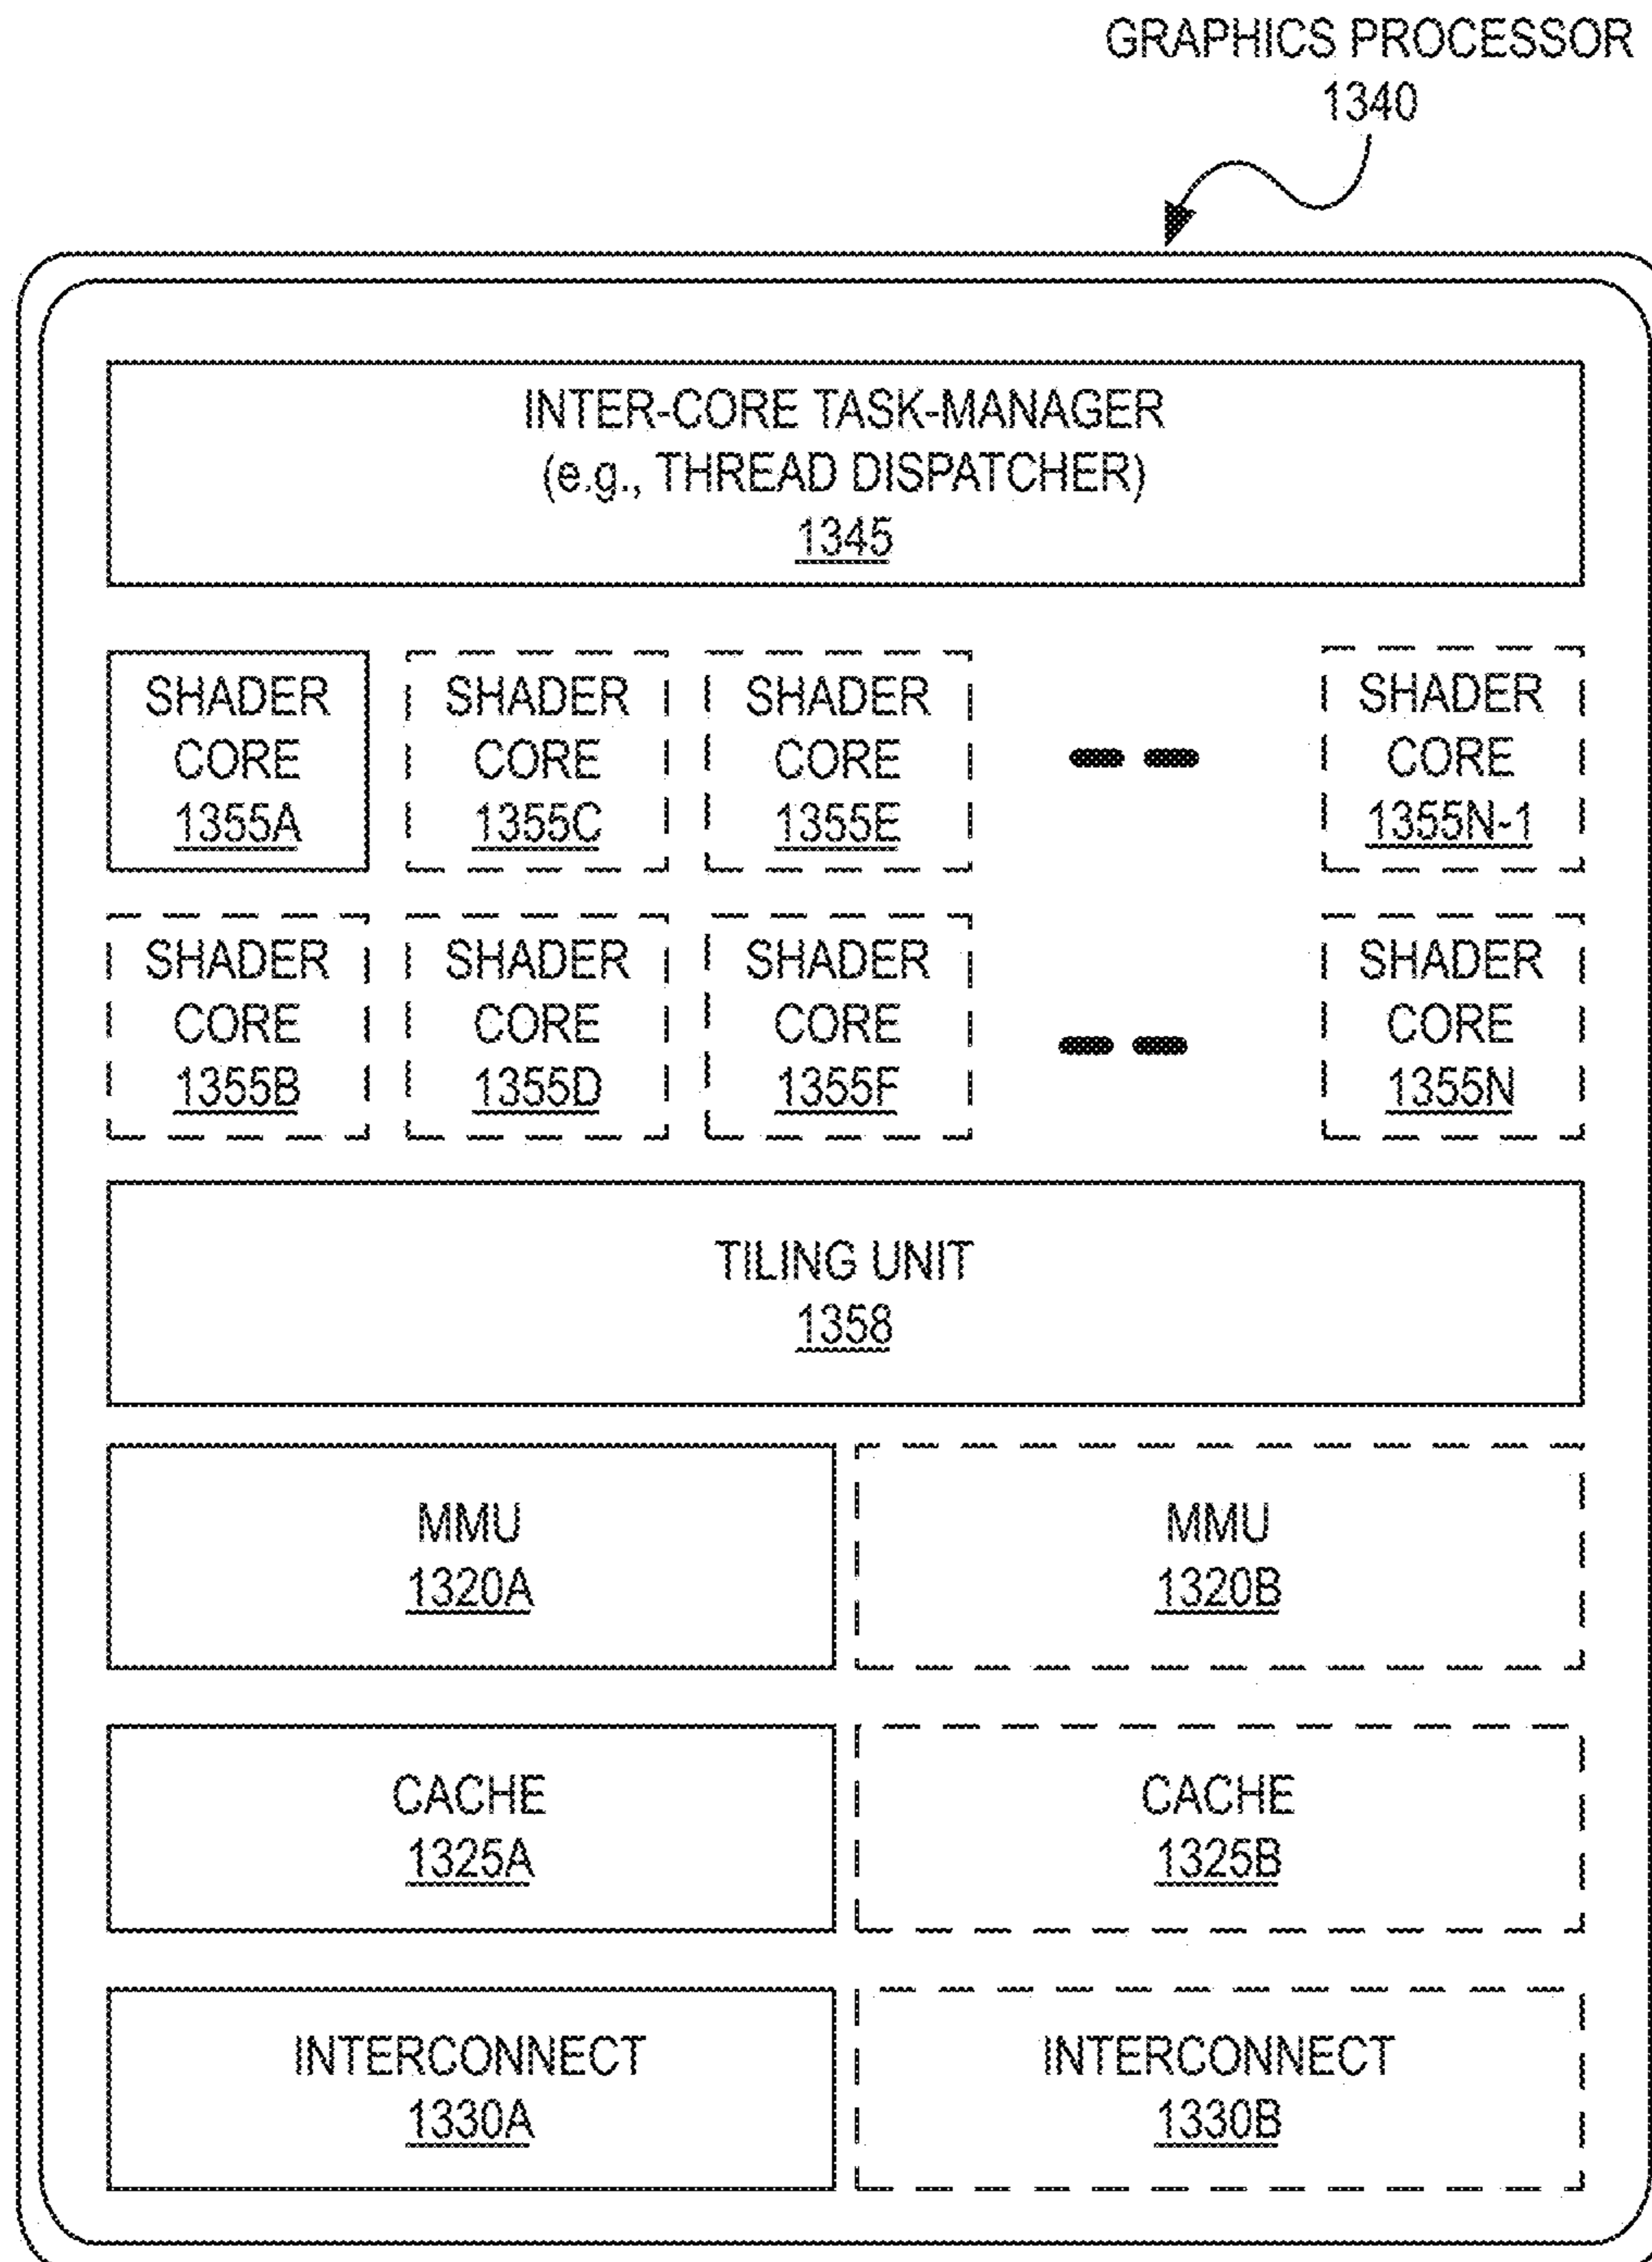 GRAPHICS PROCESSOR
1340
INTER-CORE TASK-MANAGER
(e.g., THREAD DISPATCHER)
1345
SHADER
CORE
1355A
SHADER
CORE
1355C
SHADER
CORE
1355E
SHADER
CORE
1355N-1
SHADER
CORE
1355B
SHADER
CORE
1355D
SHADER
CORE
1355F
SHADER
CORE
1355N
TILING UNIT
1358
MMU
1320A
MMU
1320B
CACHE
1325A
CACHE
1325B
INTERCONNECT
1330A
INTERCONNECT
1330B